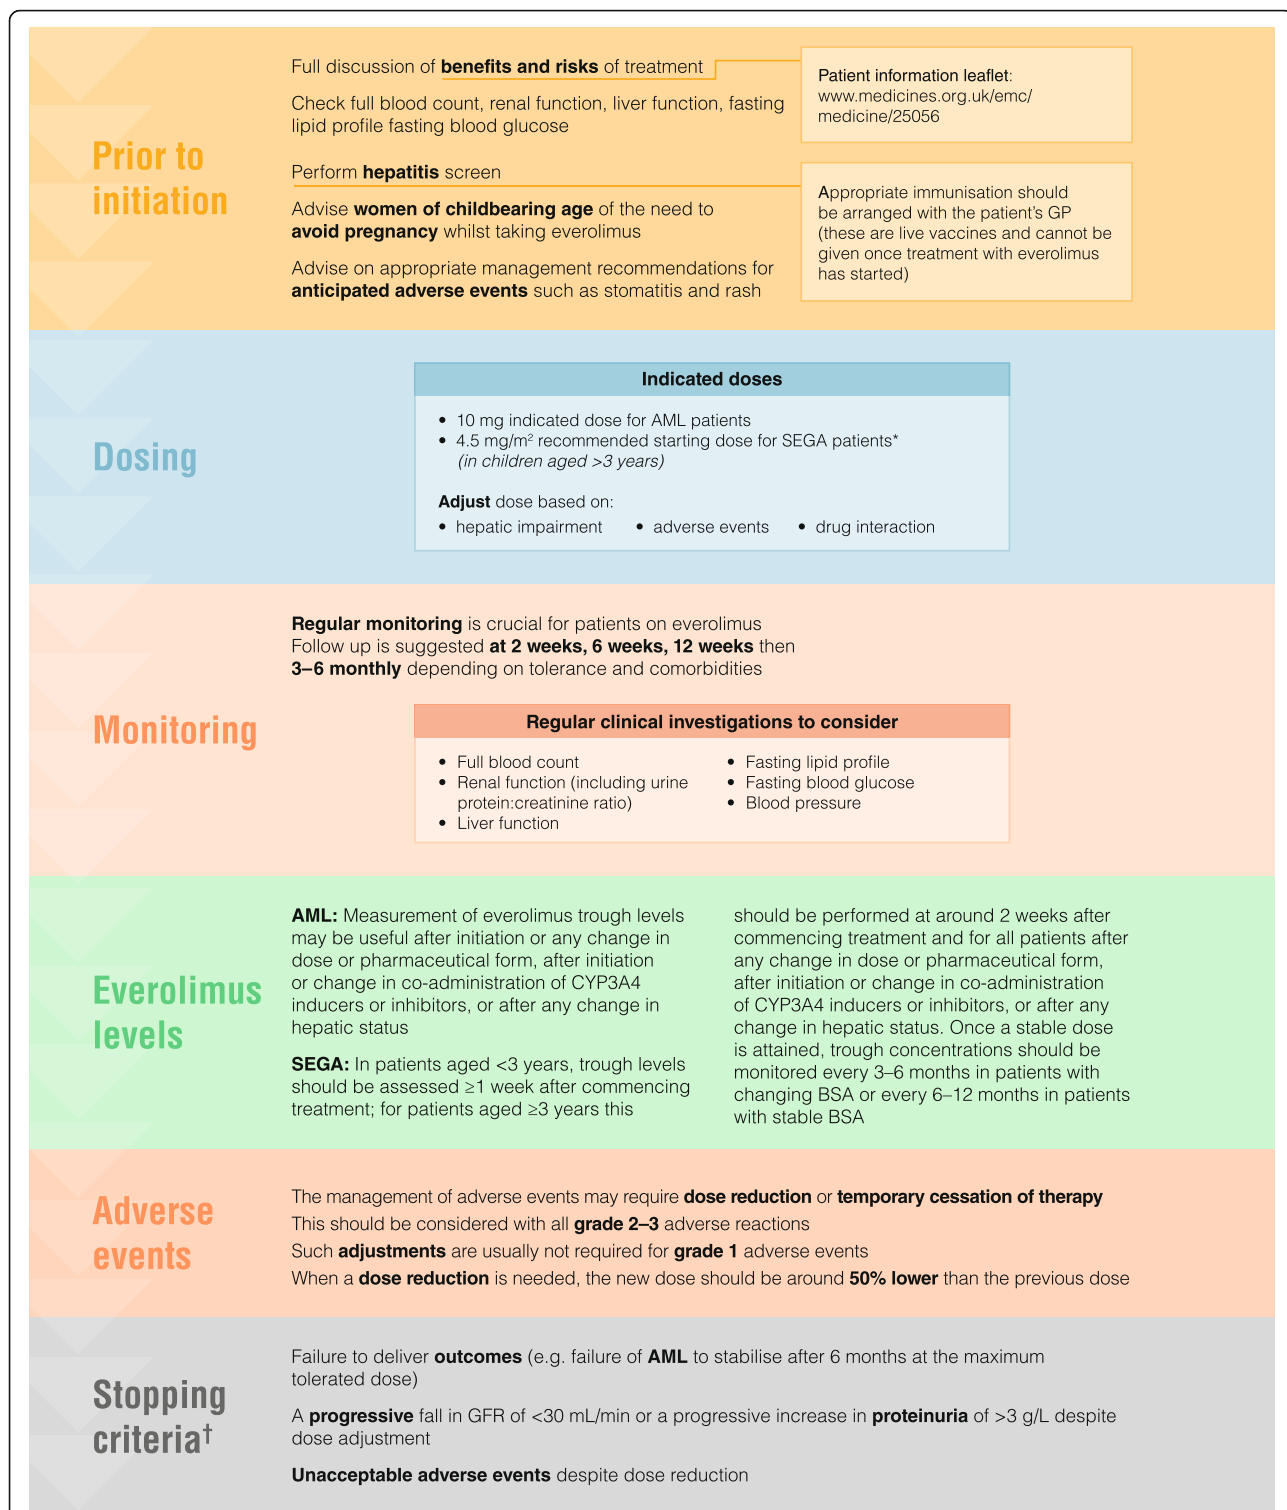 Prior to
initiation
Full discussion of benefits and risks of treatment
Check full blood count, renal function, liver function, fasting
lipid profile fasting blood glucose
Perform hepatitis screen
Advise women of childbearing age of the need to
avoid pregnancy whilst taking everolimus
Advise on appropriate management recommendations for
anticipated adverse events such as stomatitis and rash
Patient information leaflet:
www.medicines.org.uk/emc/
medicine/25056
Appropriate immunisation should
be arranged with the patient's GP
(these are live vaccines and cannot be
given once treatment with everolimus
has started)
Dosing
Indicated doses
• 10 mg indicated dose for AML patients
• 4.5 mg/m² recommended starting dose for SEGA patients*
(in children aged >3 years)
Adjust dose based on:
• hepatic impairment • adverse events • drug interaction
Monitoring
Regular monitoring is crucial for patients on everolimus
Follow up is suggested at 2 weeks, 6 weeks, 12 weeks then
3–6 monthly depending on tolerance and comorbidities
Regular clinical investigations to consider
• Full blood count
• Renal function (including urine
protein:creatinine ratio)
• Liver function
• Fasting lipid profile
• Fasting blood glucose
• Blood pressure
Everolimus
levels
AML: Measurement of everolimus trough levels
may be useful after initiation or any change in
dose or pharmaceutical form, after initiation
or change in co-administration of CYP3A4
inducers or inhibitors, or after any change in
hepatic status
SEGA: In patients aged <3 years, trough levels
should be assessed ≥1 week after commencing
treatment; for patients aged ≥3 years this
should be performed at around 2 weeks after
commencing treatment and for all patients after
any change in dose or pharmaceutical form,
after initiation or change in co-administration
of CYP3A4 inducers or inhibitors, or after any
change in hepatic status. Once a stable dose
is attained, trough concentrations should be
monitored every 3–6 months in patients with
changing BSA or every 6–12 months in patients
with stable BSA
Adverse
events
The management of adverse events may require dose reduction or temporary cessation of therapy
This should be considered with all grade 2–3 adverse reactions
Such adjustments are usually not required for grade 1 adverse events
When a dose reduction is needed, the new dose should be around 50% lower than the previous dose
Stopping
criteria†
Failure to deliver outcomes (e.g. failure of AML to stabilise after 6 months at the maximum
tolerated dose)
A progressive fall in GFR of <30 mL/min or a progressive increase in proteinuria of >3 g/L despite
dose adjustment
Unacceptable adverse events despite dose reduction